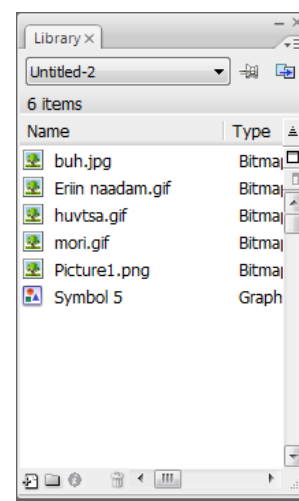 Library
Untitled-2
6 items
Name Type
buh.jpg Bitmap
Eriin naadam.gif Bitmap
huvtsa.gif Bitmap
mori.gif Bitmap
Picture1.png Bitmap
Symbol 5 Graph